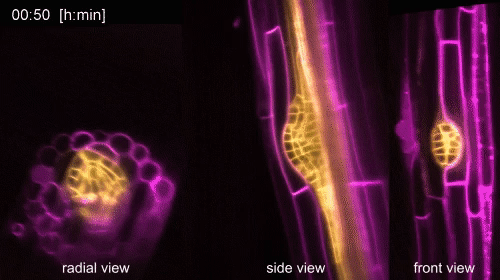 00:50 [h:min]
radial view
side view
front view